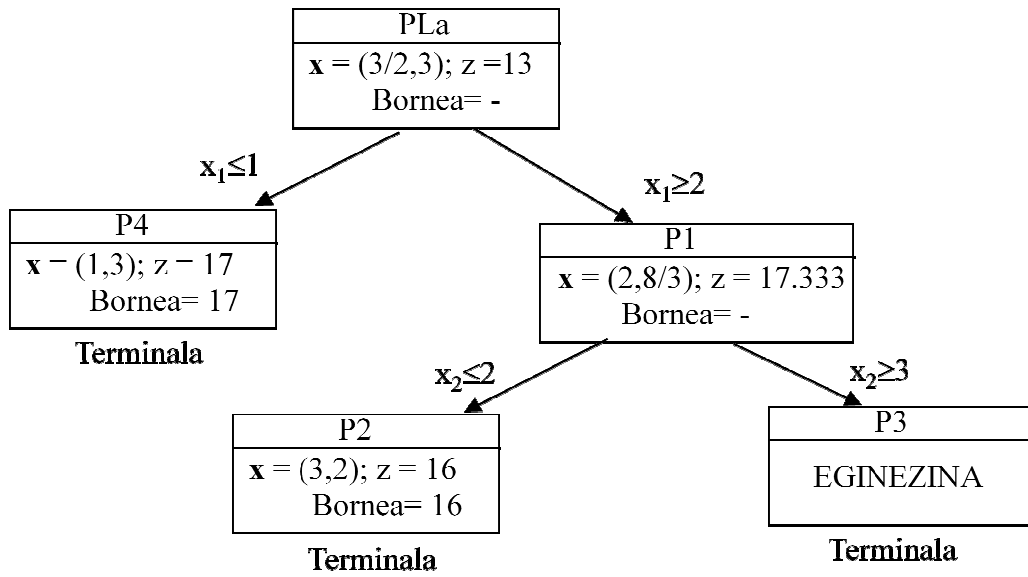 PLa
x = (3/2,3); z =13
Bornea= -
x₁≤1
x₁≥2
P4
x = (1,3); z = 17
Bornea= 17
Terminala
P1
x = (2,8/3); z = 17.333
Bornea= -
x₂≤2
x₂≥3
P2
x = (3,2); z = 16
Bornea= 16
Terminala
P3
EGINEZINA
Terminala